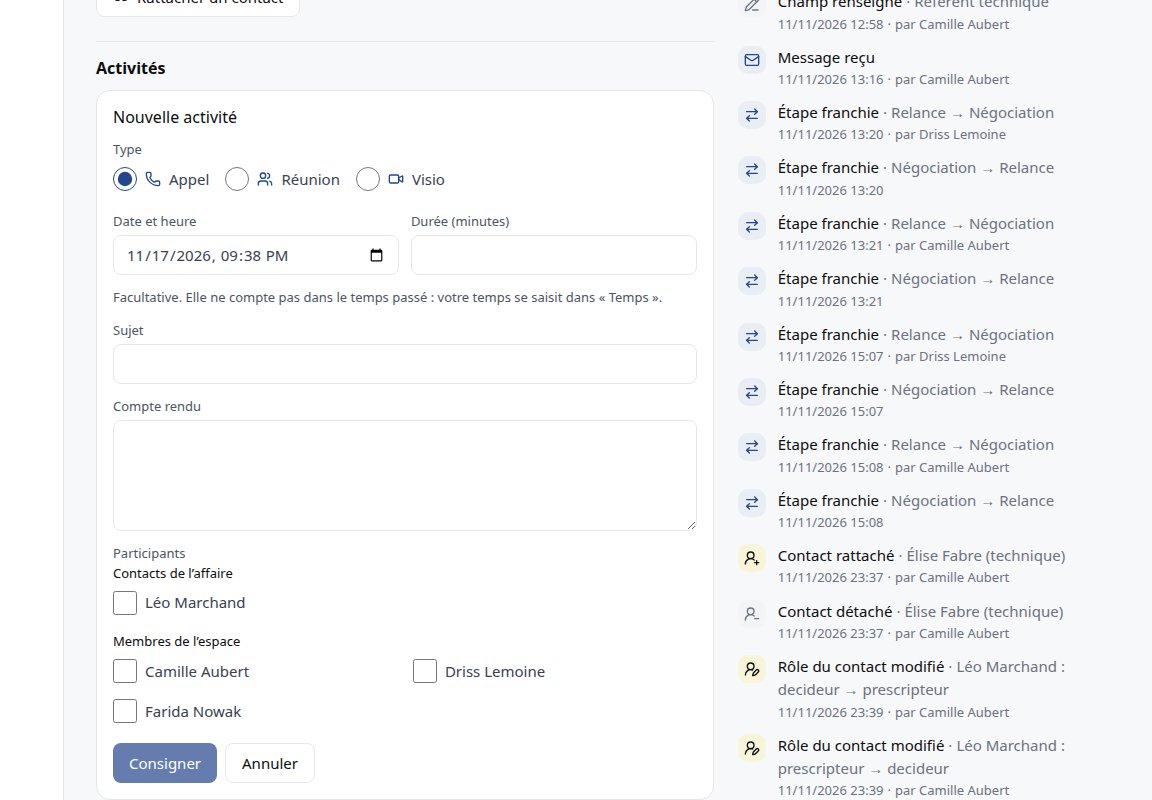 Rattacher un contact
Activités
Nouvelle activité
Type
Appel
Réunion
Visio
Date et heure
Durée (minutes)
11/17/2026, 09:38 PM
Facultative. Elle ne compte pas dans le temps passé : votre temps se saisit dans « Temps ».
Sujet
Compte rendu
Participants
Contacts de l’affaire
Léo Marchand
Membres de l’espace
Camille Aubert
Driss Lemoine
Farida Nowak
Consigner
Annuler
Champ renseigné · Référent technique
11/11/2026 12:58 · par Camille Aubert
Message reçu
11/11/2026 13:16 · par Camille Aubert
Étape franchie · Relance → Négociation
11/11/2026 13:20 · par Driss Lemoine
Étape franchie · Négociation → Relance
11/11/2026 13:20
Étape franchie · Relance → Négociation
11/11/2026 13:21 · par Camille Aubert
Étape franchie · Négociation → Relance
11/11/2026 13:21
Étape franchie · Relance → Négociation
11/11/2026 15:07 · par Driss Lemoine
Étape franchie · Négociation → Relance
11/11/2026 15:07
Étape franchie · Relance → Négociation
11/11/2026 15:08 · par Camille Aubert
Étape franchie · Négociation → Relance
11/11/2026 15:08
Contact rattaché · Élise Fabre (technique)
11/11/2026 23:37 · par Camille Aubert
Contact détaché · Élise Fabre (technique)
11/11/2026 23:37 · par Camille Aubert
Rôle du contact modifié · Léo Marchand :
decideur → prescripteur
11/11/2026 23:39 · par Camille Aubert
Rôle du contact modifié · Léo Marchand :
prescripteur → decideur
11/11/2026 23:39 · par Camille Aubert